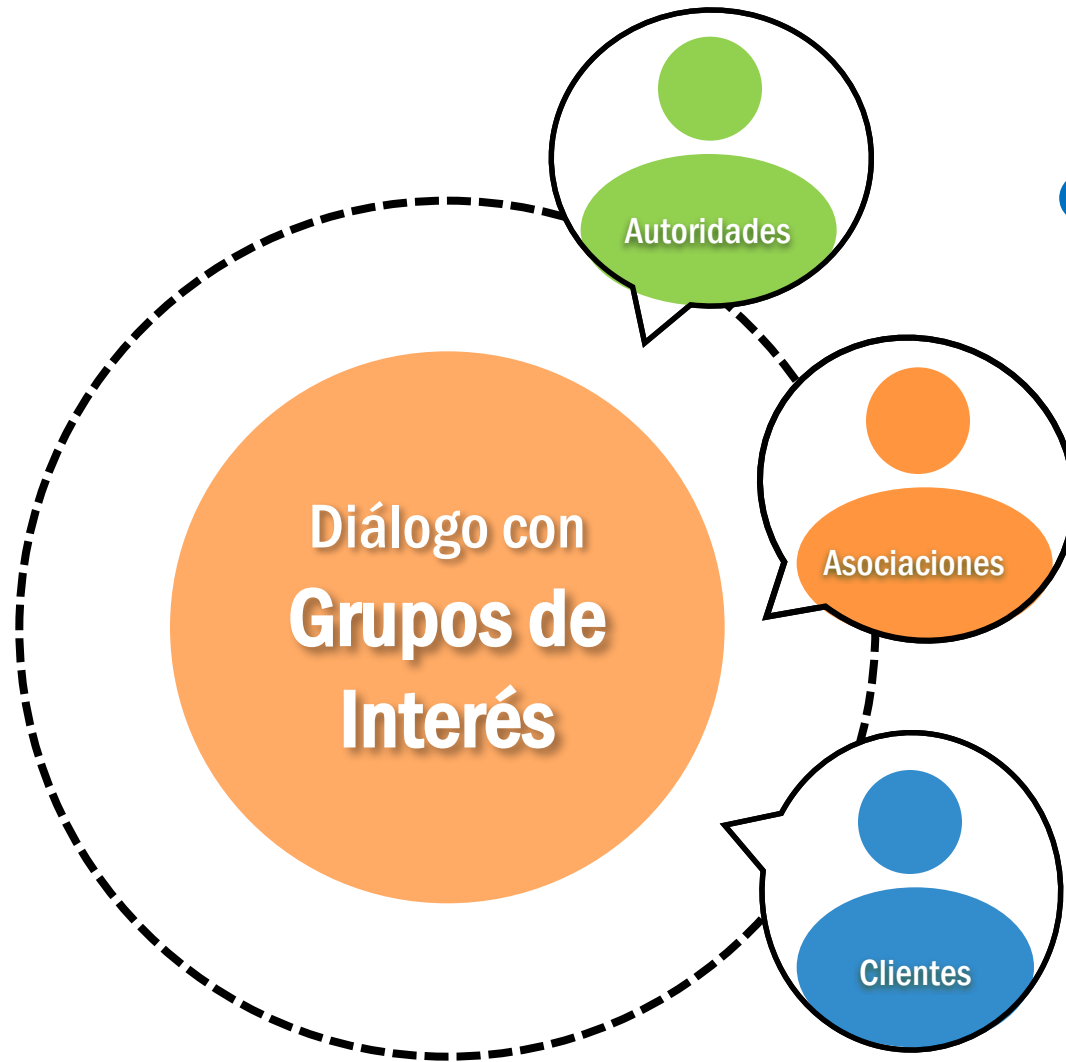 Autoridades
Asociaciones
Diálogo con
Grupos de
Interés
Clientes